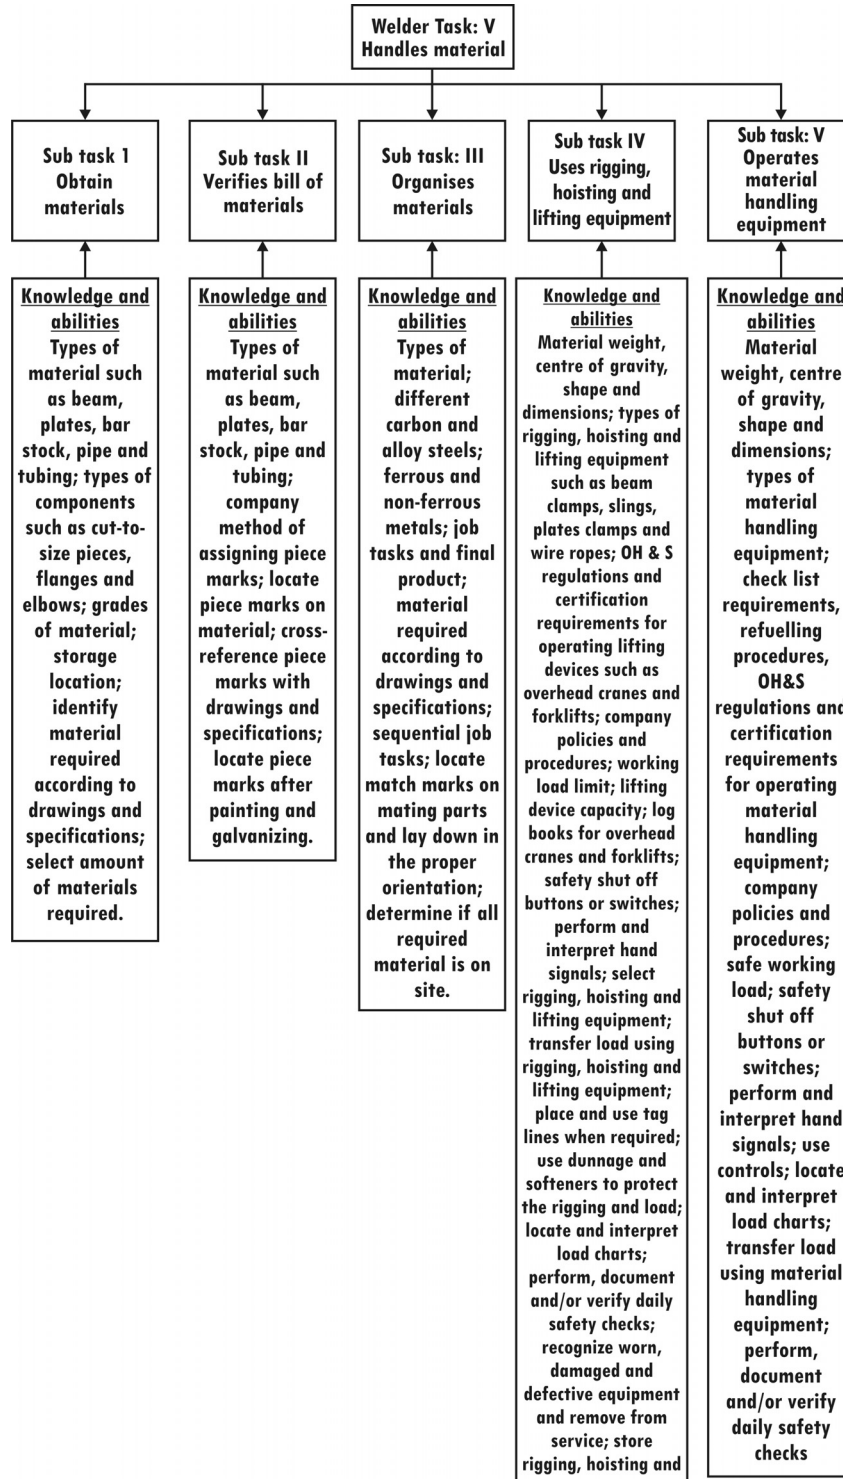 Welder Task: V
Handles material
Sub task 1
Obtain
materials
Sub task II
Verifies bill of
materials
Sub task: III
Organises
materials
Sub task IV
Uses rigging,
hoisting and
lifting equipment
Sub task: V
Operates
material
handling
equipment
Knowledge and
abilities
Types of
material such
as beam,
plates, bar
stock, pipe and
tubing; types of
components
such as cut-to-
size pieces,
flanges and
elbows; grades
of material;
storage
location;
identify
material
required
according to
drawings and
specifications;
select amount
of materials
required.
Knowledge and
abilities
Types of
material such
as beam,
plates, bar
stock, pipe and
tubing;
company
method of
assigning piece
marks; locate
piece marks on
material; cross-
reference piece
marks with
drawings and
specifications;
locate piece
marks after
painting and
galvanizing.
Knowledge and
abilities
Types of
material;
different
carbon and
alloy steels;
ferrous and
non-ferrous
metals; job
tasks and final
product;
material
required
according to
drawings and
specifications;
sequential job
tasks; locate
match marks on
mating parts
and lay down in
the proper
orientation;
determine if all
required
material is on
site.
Knowledge and
abilities
Material weight,
centre of gravity,
shape and
dimensions; types of
rigging, hoisting and
lifting equipment
such as beam
clamps, slings,
plates clamps and
wire ropes; OH & S
regulations and
certification
requirements for
operating lifting
devices such as
overhead cranes and
forklifts; company
policies and
procedures; working
load limit; lifting
device capacity; log
books for overhead
cranes and forklifts;
safety shut off
buttons or switches;
perform and
interpret hand
signals; select
rigging, hoisting and
lifting equipment;
transfer load using
rigging, hoisting and
lifting equipment;
place and use tag
lines when required;
use dunnage and
softeners to protect
the rigging and load;
locate and interpret
load charts;
perform, document
and/or verify daily
safety checks;
recognize worn,
damaged and
defective equipment
and remove from
service; store
rigging, hoisting and
Knowledge and
abilities
Material
weight, centre
of gravity,
shape and
dimensions;
types of
material
handling
equipment;
check list
requirements,
refuelling
procedures,
OH&S
regulations and
certification
requirements
for operating
material
handling
equipment;
company
policies and
procedures;
safe working
load; safety
shut off
buttons or
switches;
perform and
interpret hand
signals; use
controls; locate
and interpret
load charts;
transfer load
using material
handling
equipment;
perform,
document
and/or verify
daily safety
checks